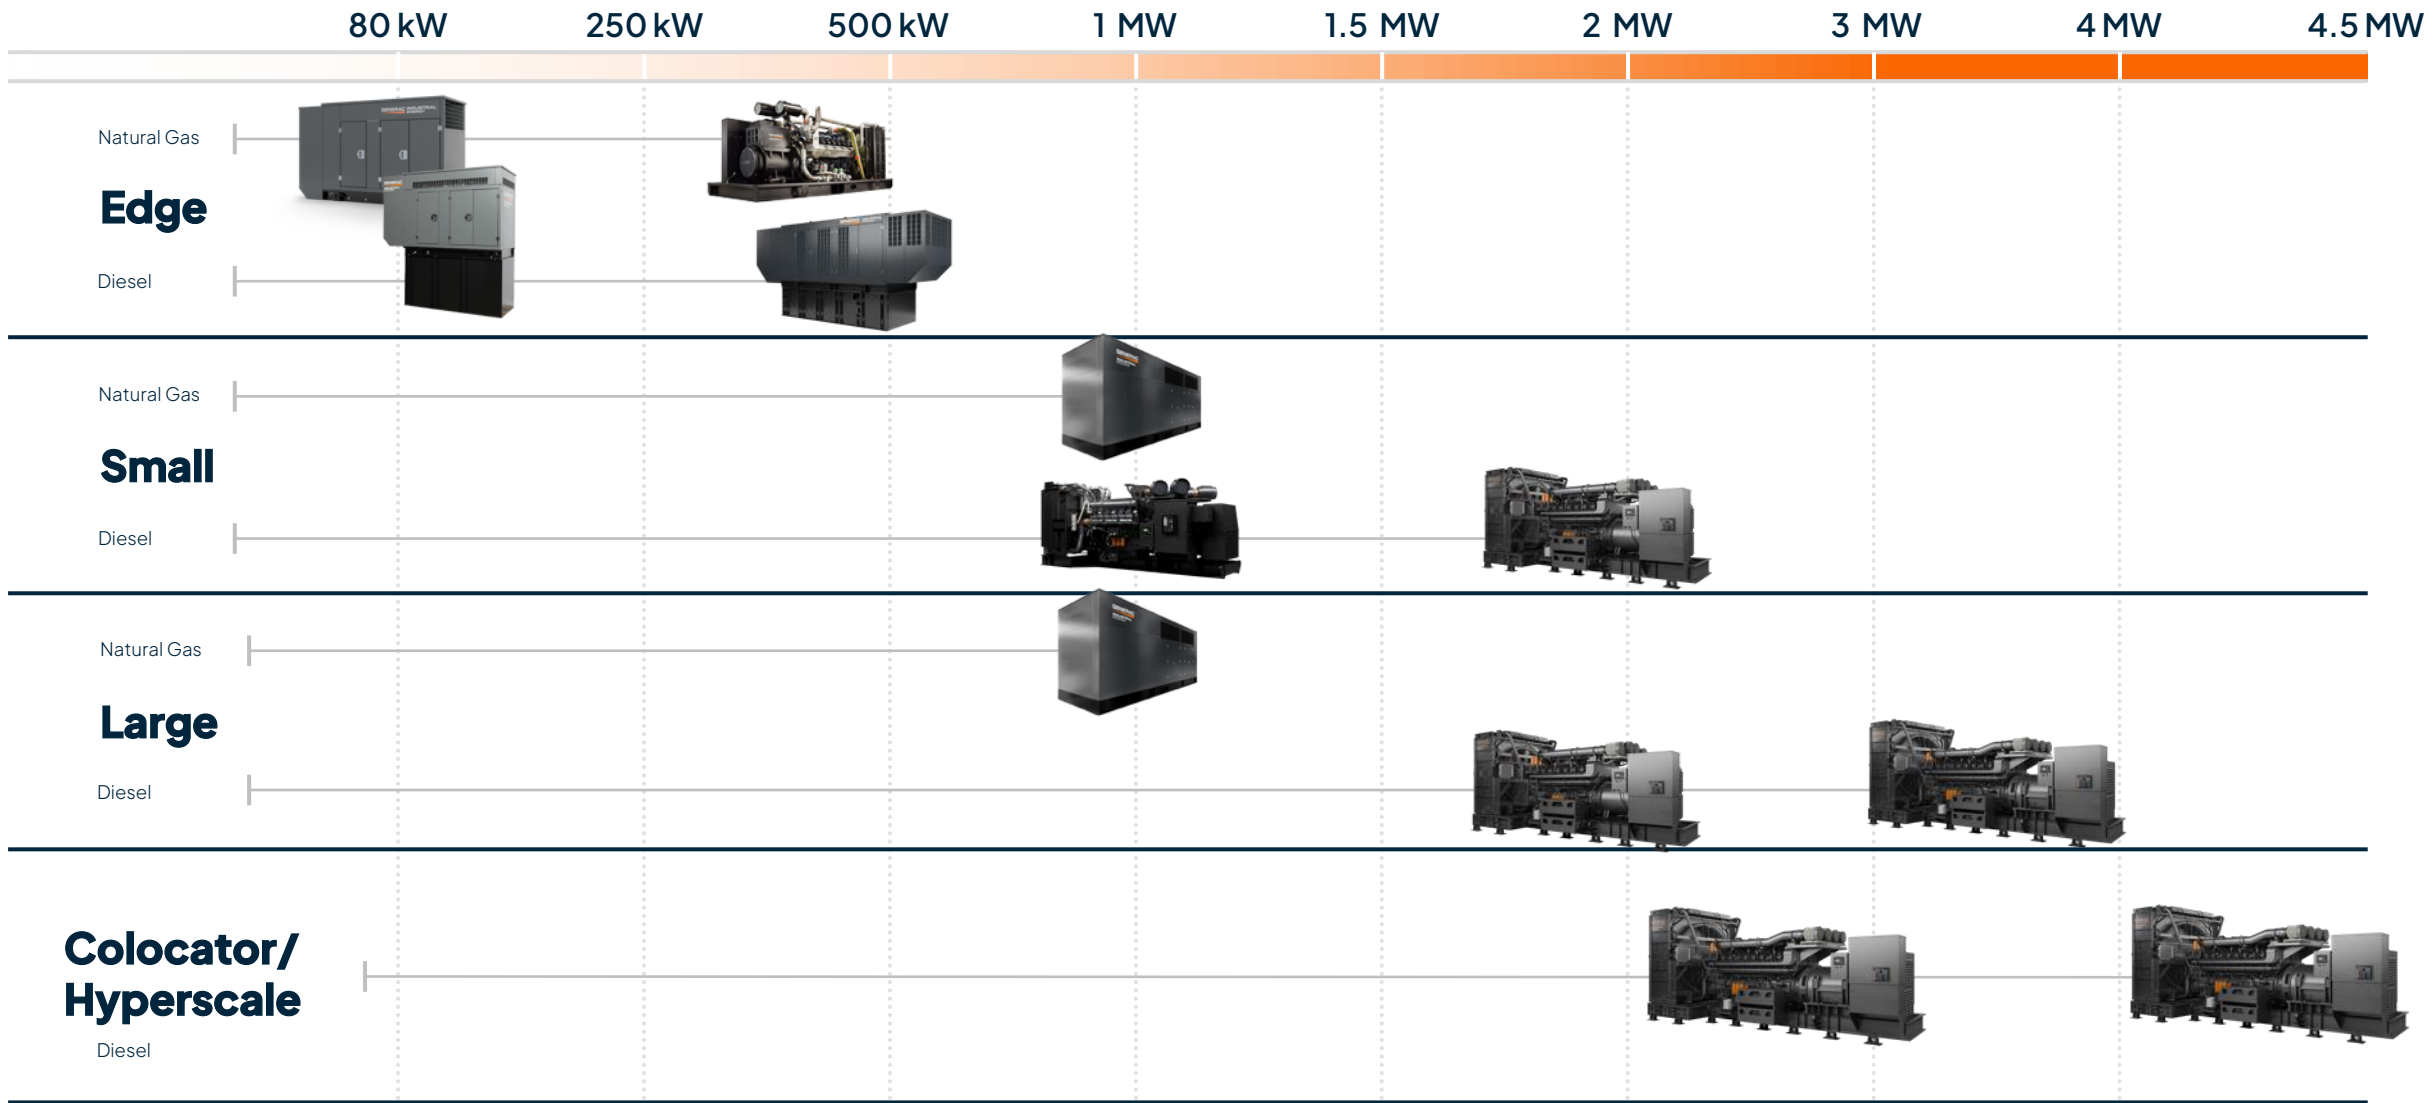 80 kW 250 kW 500 kW 1 MW 1.5 MW 2 MW 3 MW 4 MW 4.5 MW
Natural Gas
Edge
Diesel
Natural Gas
Small
Diesel
Natural Gas
Large
Diesel
Colocator/
Hyperscale
Diesel